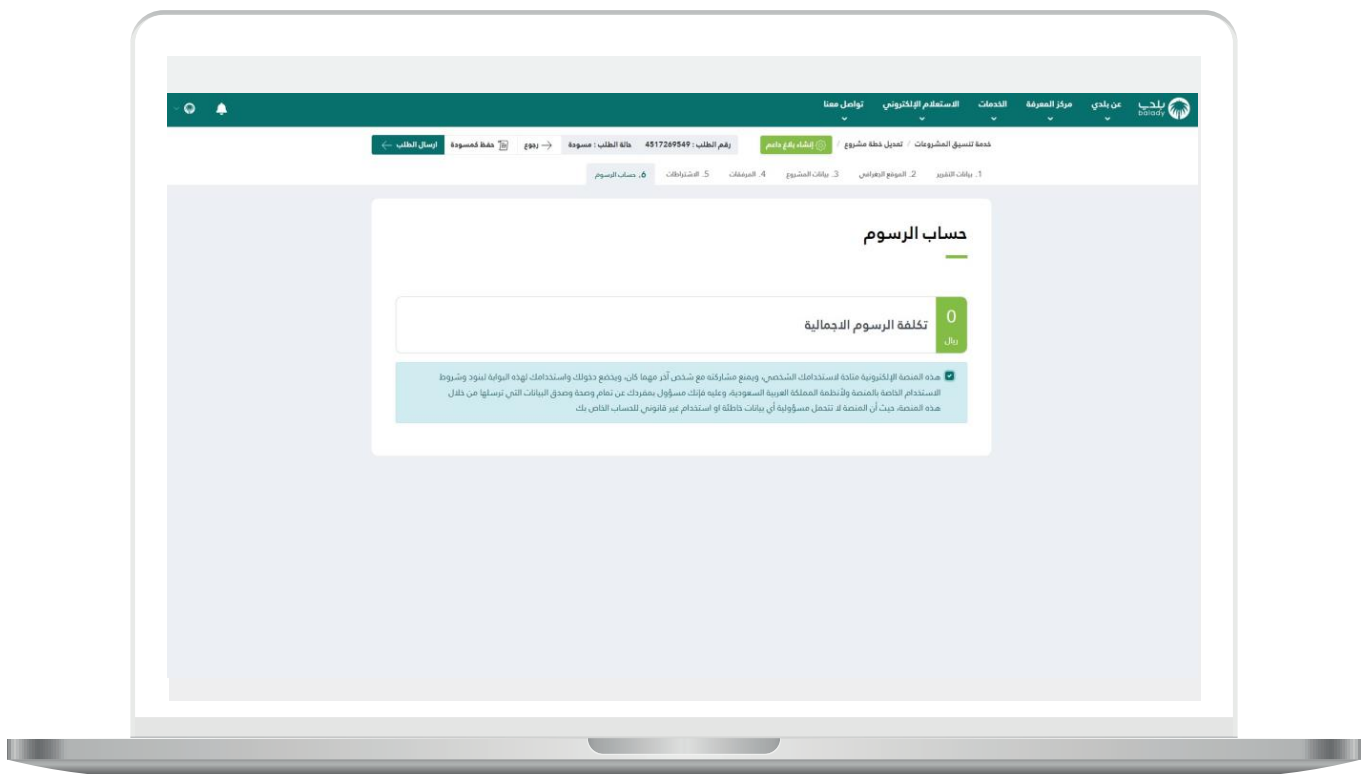 بلدي
balady
عن بلدي مركز المعرفة الخدمات الاستعلام الإلكتروني تواصل معنا
خدمة تنسيق المشروعات / تعديل خطة مشروع / إنشاء بلاغ داعم رقم الطلب : 4517269549 حالة الطلب : مسودة رجوع حفظ كمسودة ارسال الطلب
1. بيانات التقرير 2. الموقع الجغرافي 3. بيانات المشروع 4. المرفقات 5. الاشتراطات 6. حساب الرسوم
حساب الرسوم
0
ريال
تكلفة الرسوم الاجمالية
هذه المنصة الإلكترونية متاحة لاستخدامك الشخصي، ويمنع مشاركته مع شخص آخر مهما كان، ويخضع دخولك واستخدامك لهذه البوابة لبنود وشروط
الاستخدام الخاصة بالمنصة ولأنظمة المملكة العربية السعودية، وعليه فإنك مسؤول بمفردك عن تمام وصحة وصدق البيانات التي ترسلها من خلال
هذه المنصة، حيث أن المنصة لا تتحمل مسؤولية أي بيانات خاطئة او استخدام غير قانوني للحساب الخاص بك